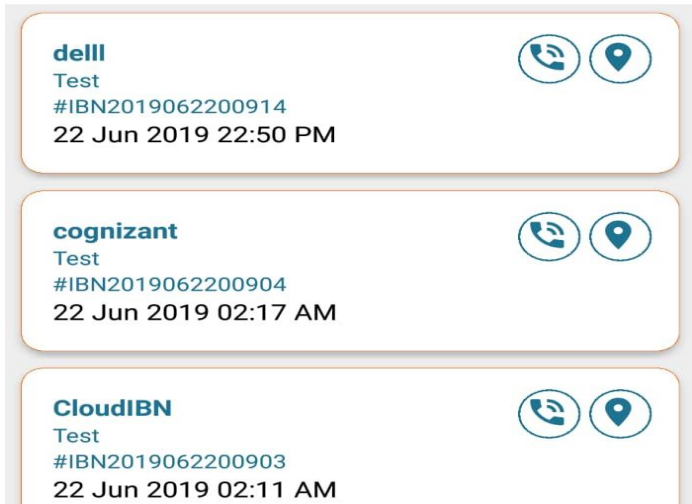 delll
Test
#IBN2019062200914
22 Jun 2019 22:50 PM
cognizant
Test
#IBN2019062200904
22 Jun 2019 02:17 AM
CloudIBN
Test
#IBN2019062200903
22 Jun 2019 02:11 AM